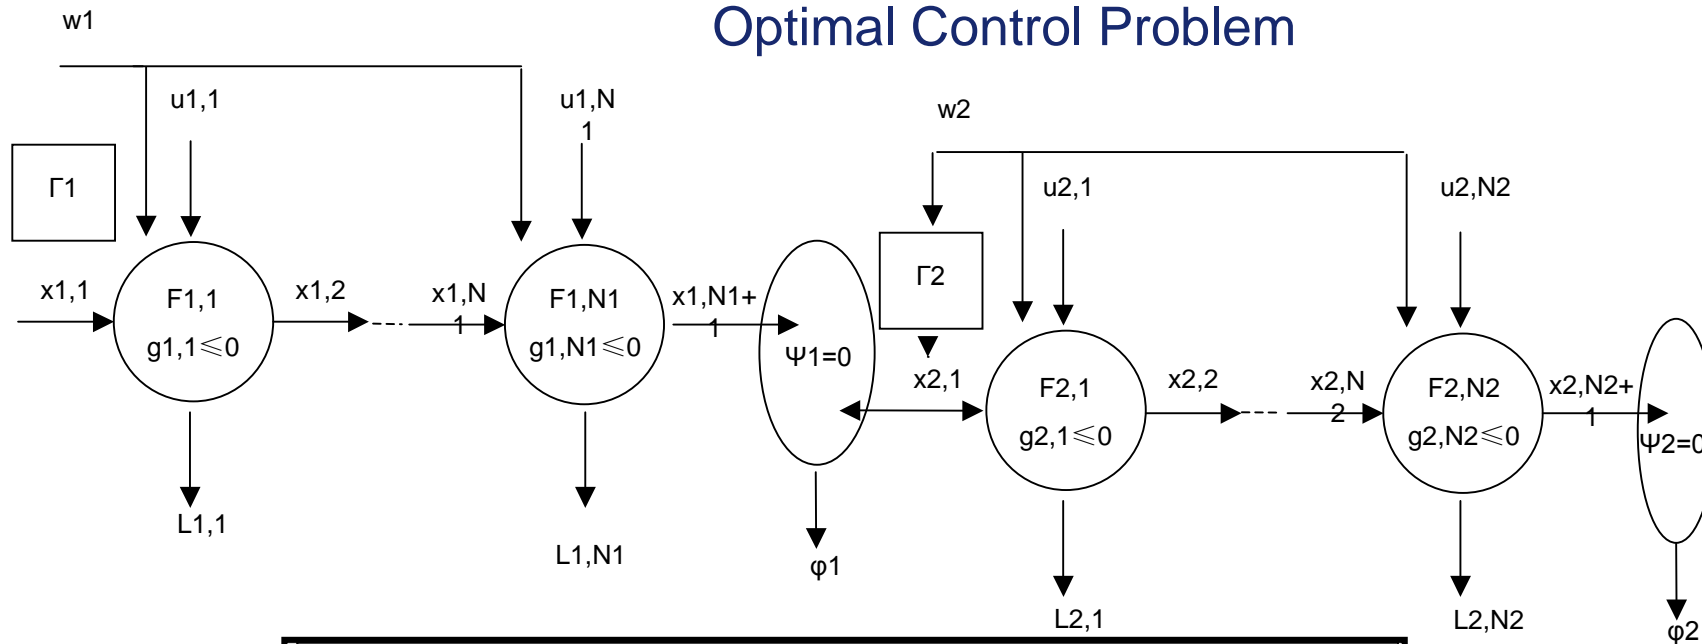 Optimal Control Problem
w1
u1,1
u1,N
1
w2
Γ1
u2,1
u2,N2
x1,1
F1,1
g1,1≤0
x1,2
x1,N
1
F1,N1
g1,N1≤0
x1,N1+
1
Ψ1=0
Γ2
x2,1
F2,1
g2,1≤0
x2,2
x2,N
2
F2,N2
g2,N2≤0
x2,N2+
1
Ψ2=0
L1,1
L1,N1
φ1
L2,1
L2,N2
φ2